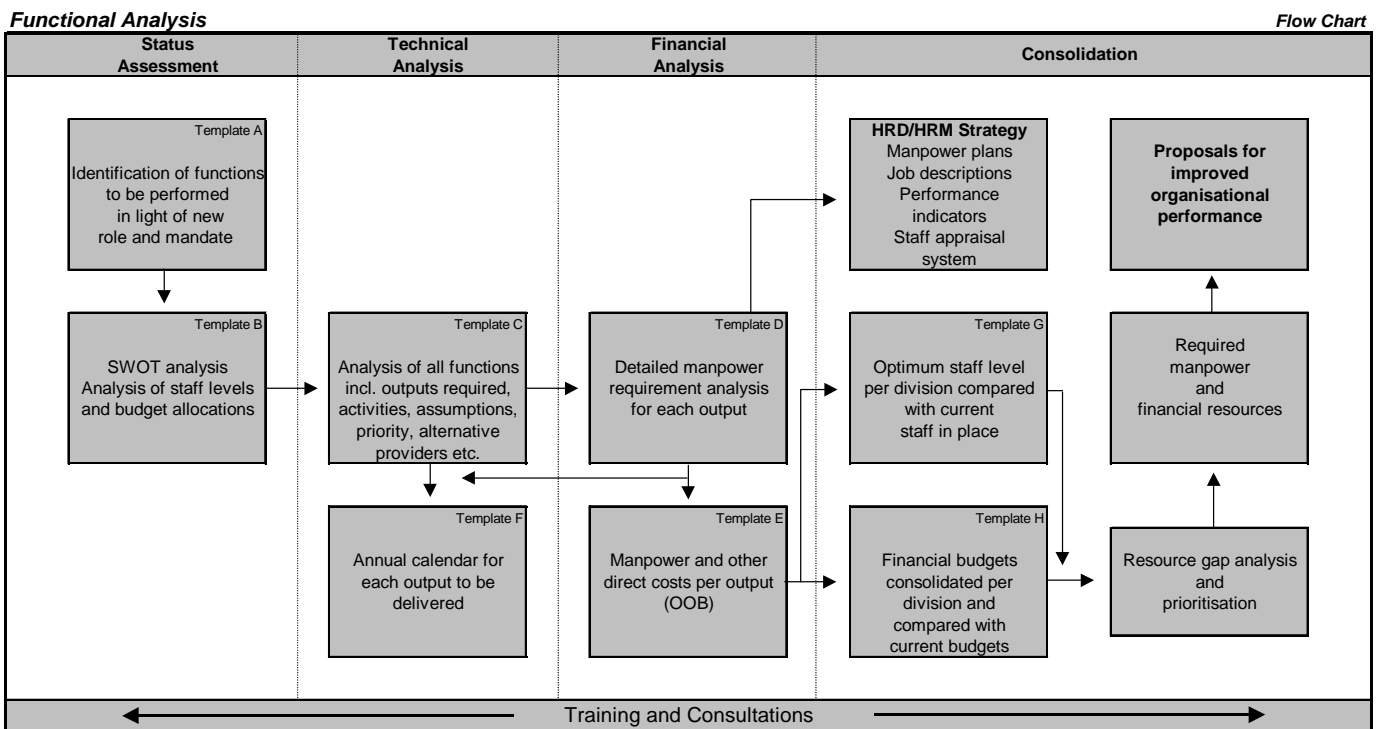 Functional Analysis
Flow Chart
Status
Assessment
Technical
Analysis
Financial
Analysis
Consolidation
Template A
Identification of functions
to be performed
in light of new
role and mandate
HRD/HRM Strategy
Manpower plans
Job descriptions
Performance
indicators
Staff appraisal
system
Proposals for
improved
organisational
performance
Template B
SWOT analysis
Analysis of staff levels
and budget allocations
Template C
Analysis of all functions
incl. outputs required,
activities, assumptions,
priority, alternative
providers etc.
Template D
Detailed manpower
requirement analysis
for each output
Template G
Optimum staff level
per division compared
with current
staff in place
Required
manpower
and
financial resources
Template F
Annual calendar for
each output to be
delivered
Template E
Manpower and other
direct costs per output
(OOB)
Template H
Financial budgets
consolidated per
division and
compared with
current budgets
Resource gap analysis
and
prioritisation
Training and Consultations